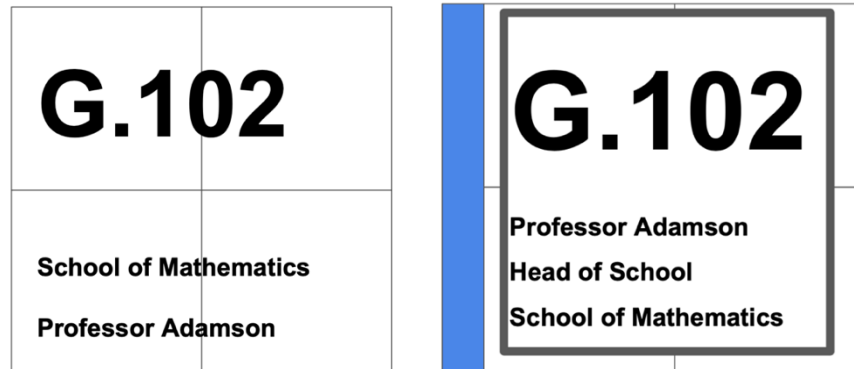 G.102
School of Mathematics
Professor Adamson
G.102
Professor Adamson
Head of School
School of Mathematics